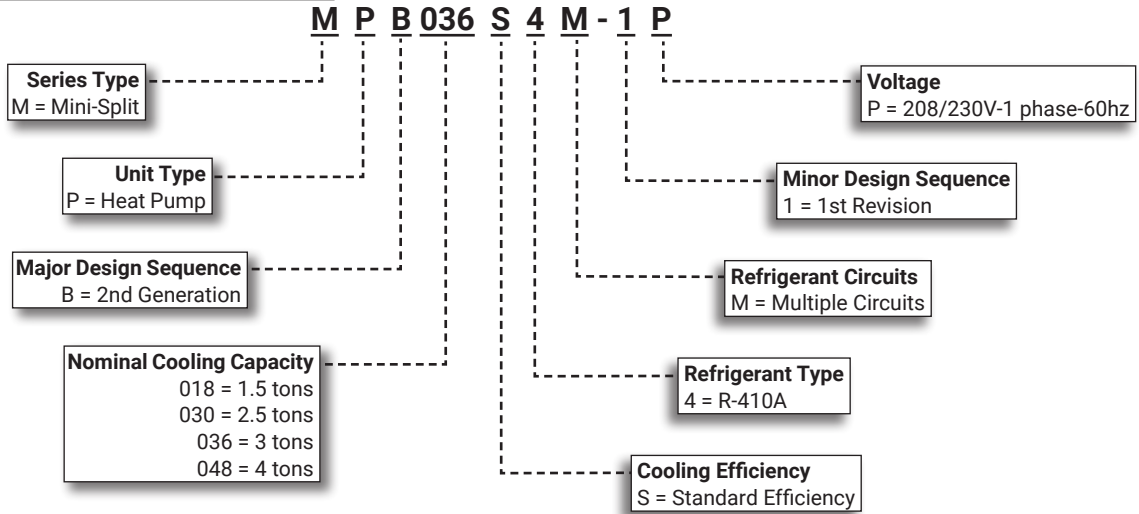 M P B 036 S 4 M - 1 P
Series Type
M = Mini-Split
Unit Type
P = Heat Pump
Major Design Sequence
B = 2nd Generation
Nominal Cooling Capacity
018 = 1.5 tons
030 = 2.5 tons
036 = 3 tons
048 = 4 tons
Voltage
P = 208/230V-1 phase-60hz
Minor Design Sequence
1 = 1st Revision
Refrigerant Circuits
M = Multiple Circuits
Refrigerant Type
4 = R-410A
Cooling Efficiency
S = Standard Efficiency